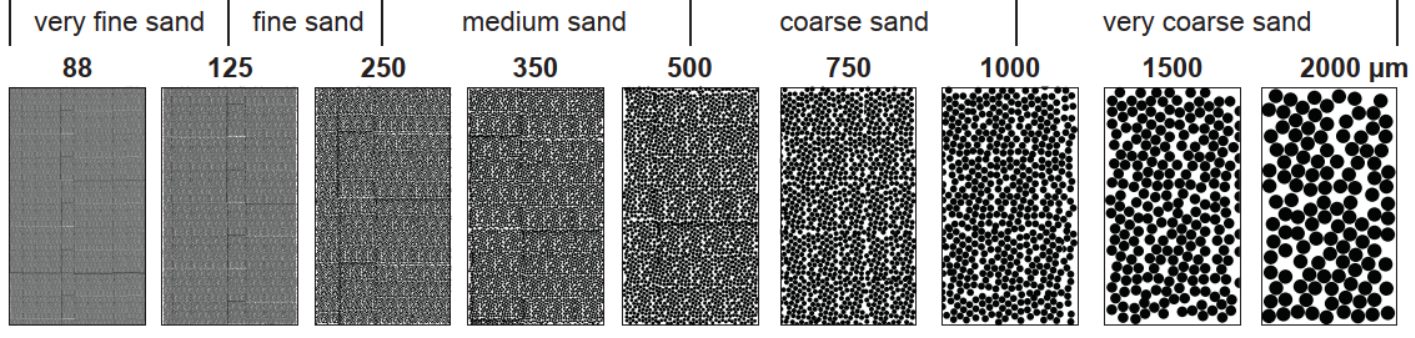 very fine sand fine sand medium sand coarse sand very coarse sand
88 125 250 350 500 750 1000 1500 2000 µm